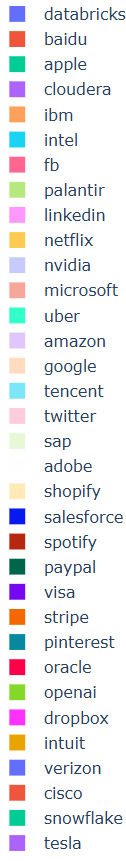 databricks
baidu
apple
cloudera
ibm
intel
fb
palantir
linkedin
netflix
nvidia
microsoft
uber
amazon
google
tencent
twitter
sap
adobe
shopify
salesforce
spotify
paypal
visa
stripe
pinterest
oracle
openai
dropbox
intuit
verizon
cisco
snowflake
tesla